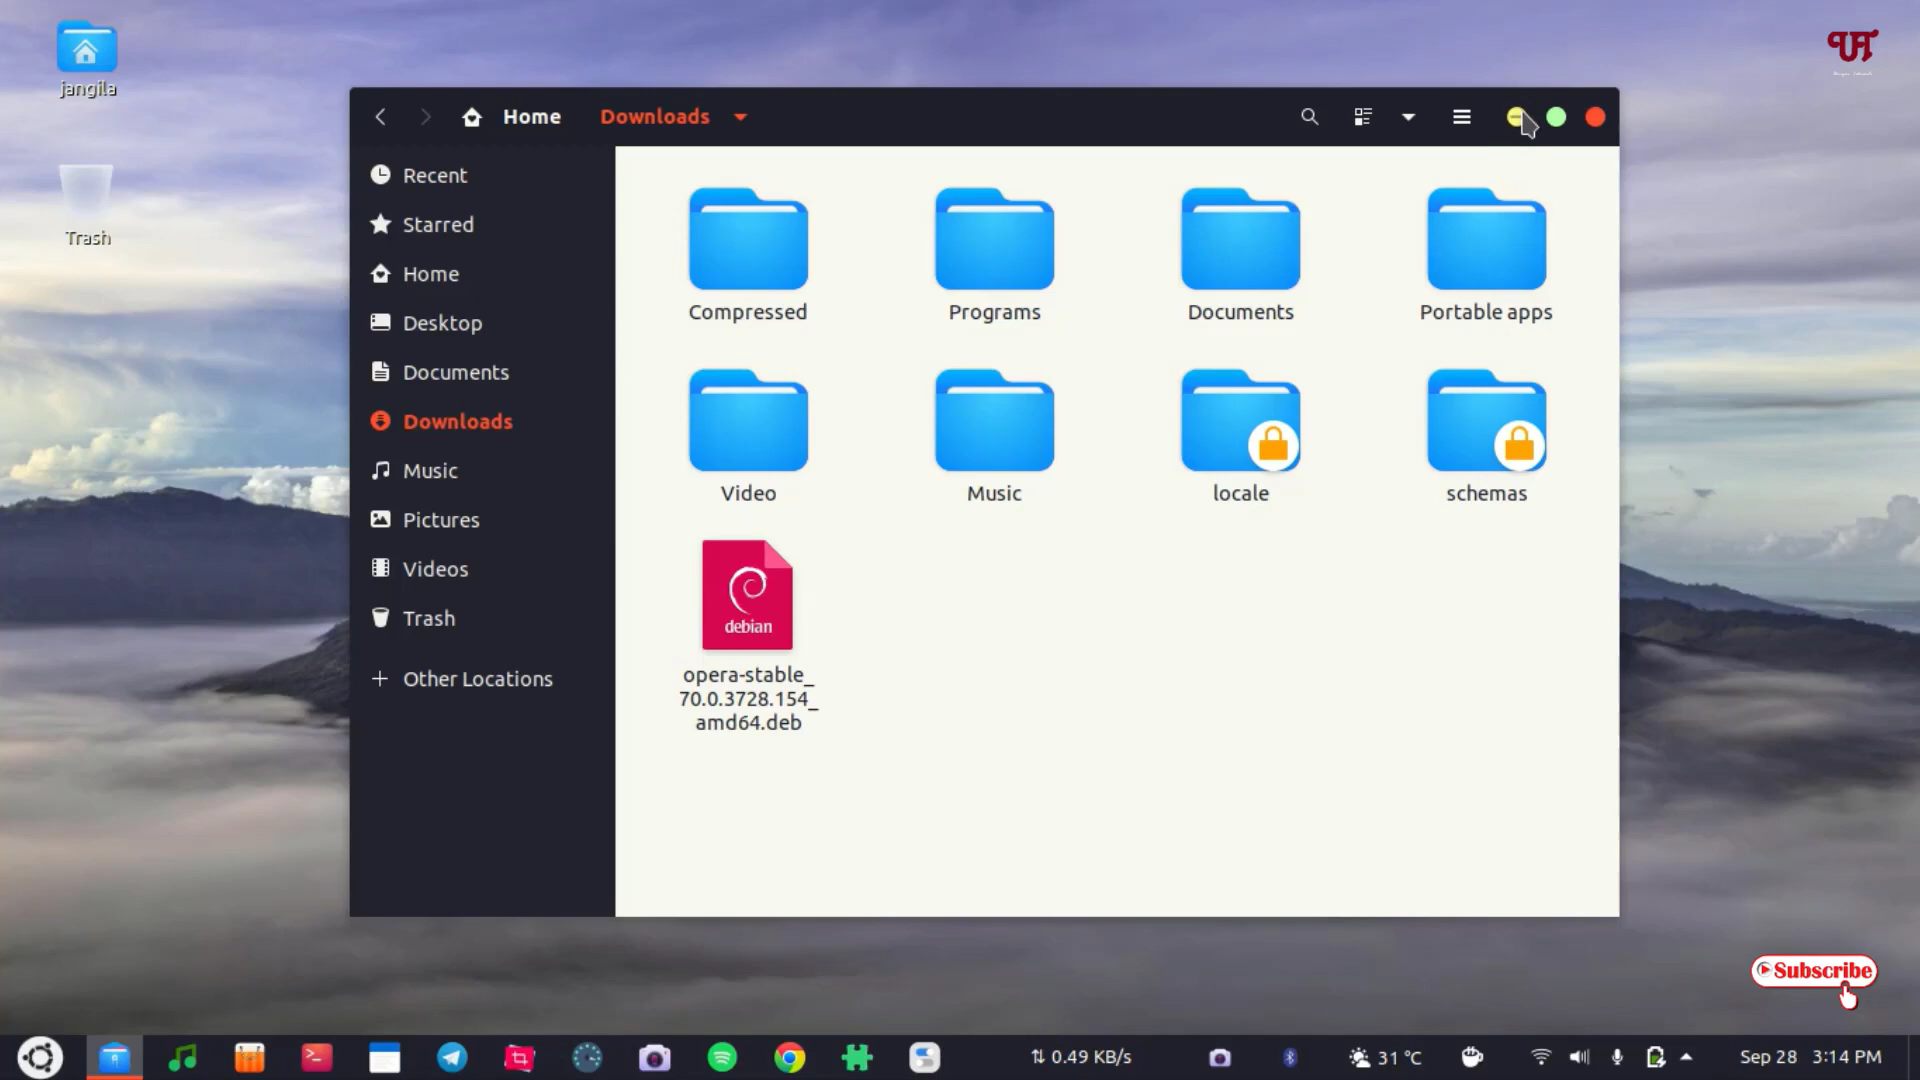 jangila
Trash
UA
Home
Downloads
Recent
Starred
Home
Desktop
Documents
Downloads
Music
Pictures
Videos
Trash
Other Locations
Compressed
Programs
Documents
Portable apps
Video
Music
locale
schemas
debian
opera-stable_
70.0.3728.154_
amd64.deb
Subscribe
0.49 KB/s
31 °C
Sep 28 3:14 PM